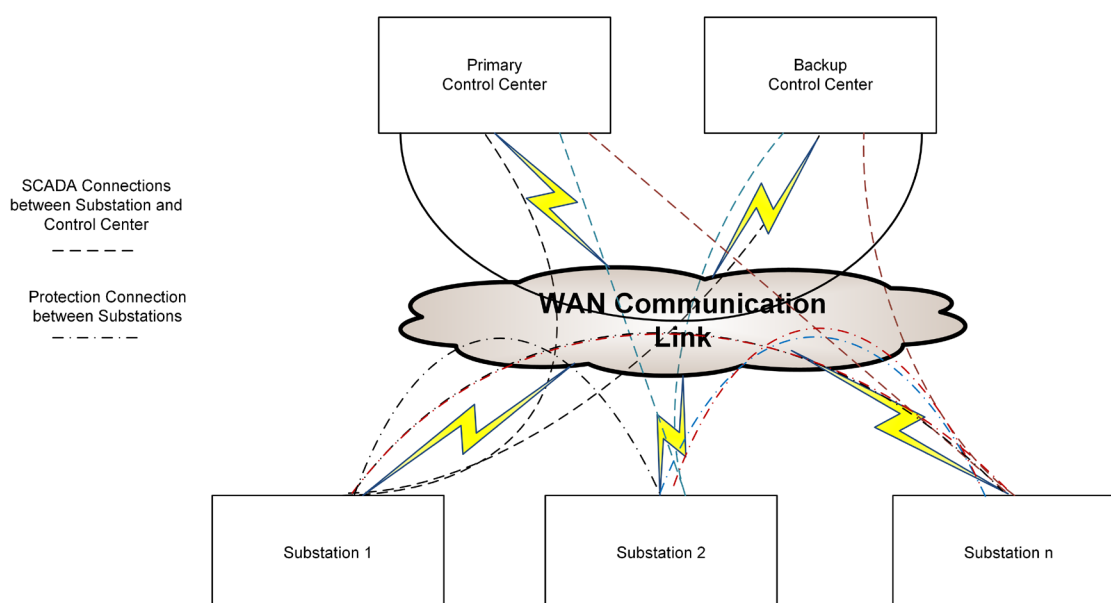 Primary
Control Center
Backup
Control Center
SCADA Connections
between Substation and
Control Center
Protection Connection
between Substations
WAN Communication
Link
Substation 1
Substation 2
Substation n